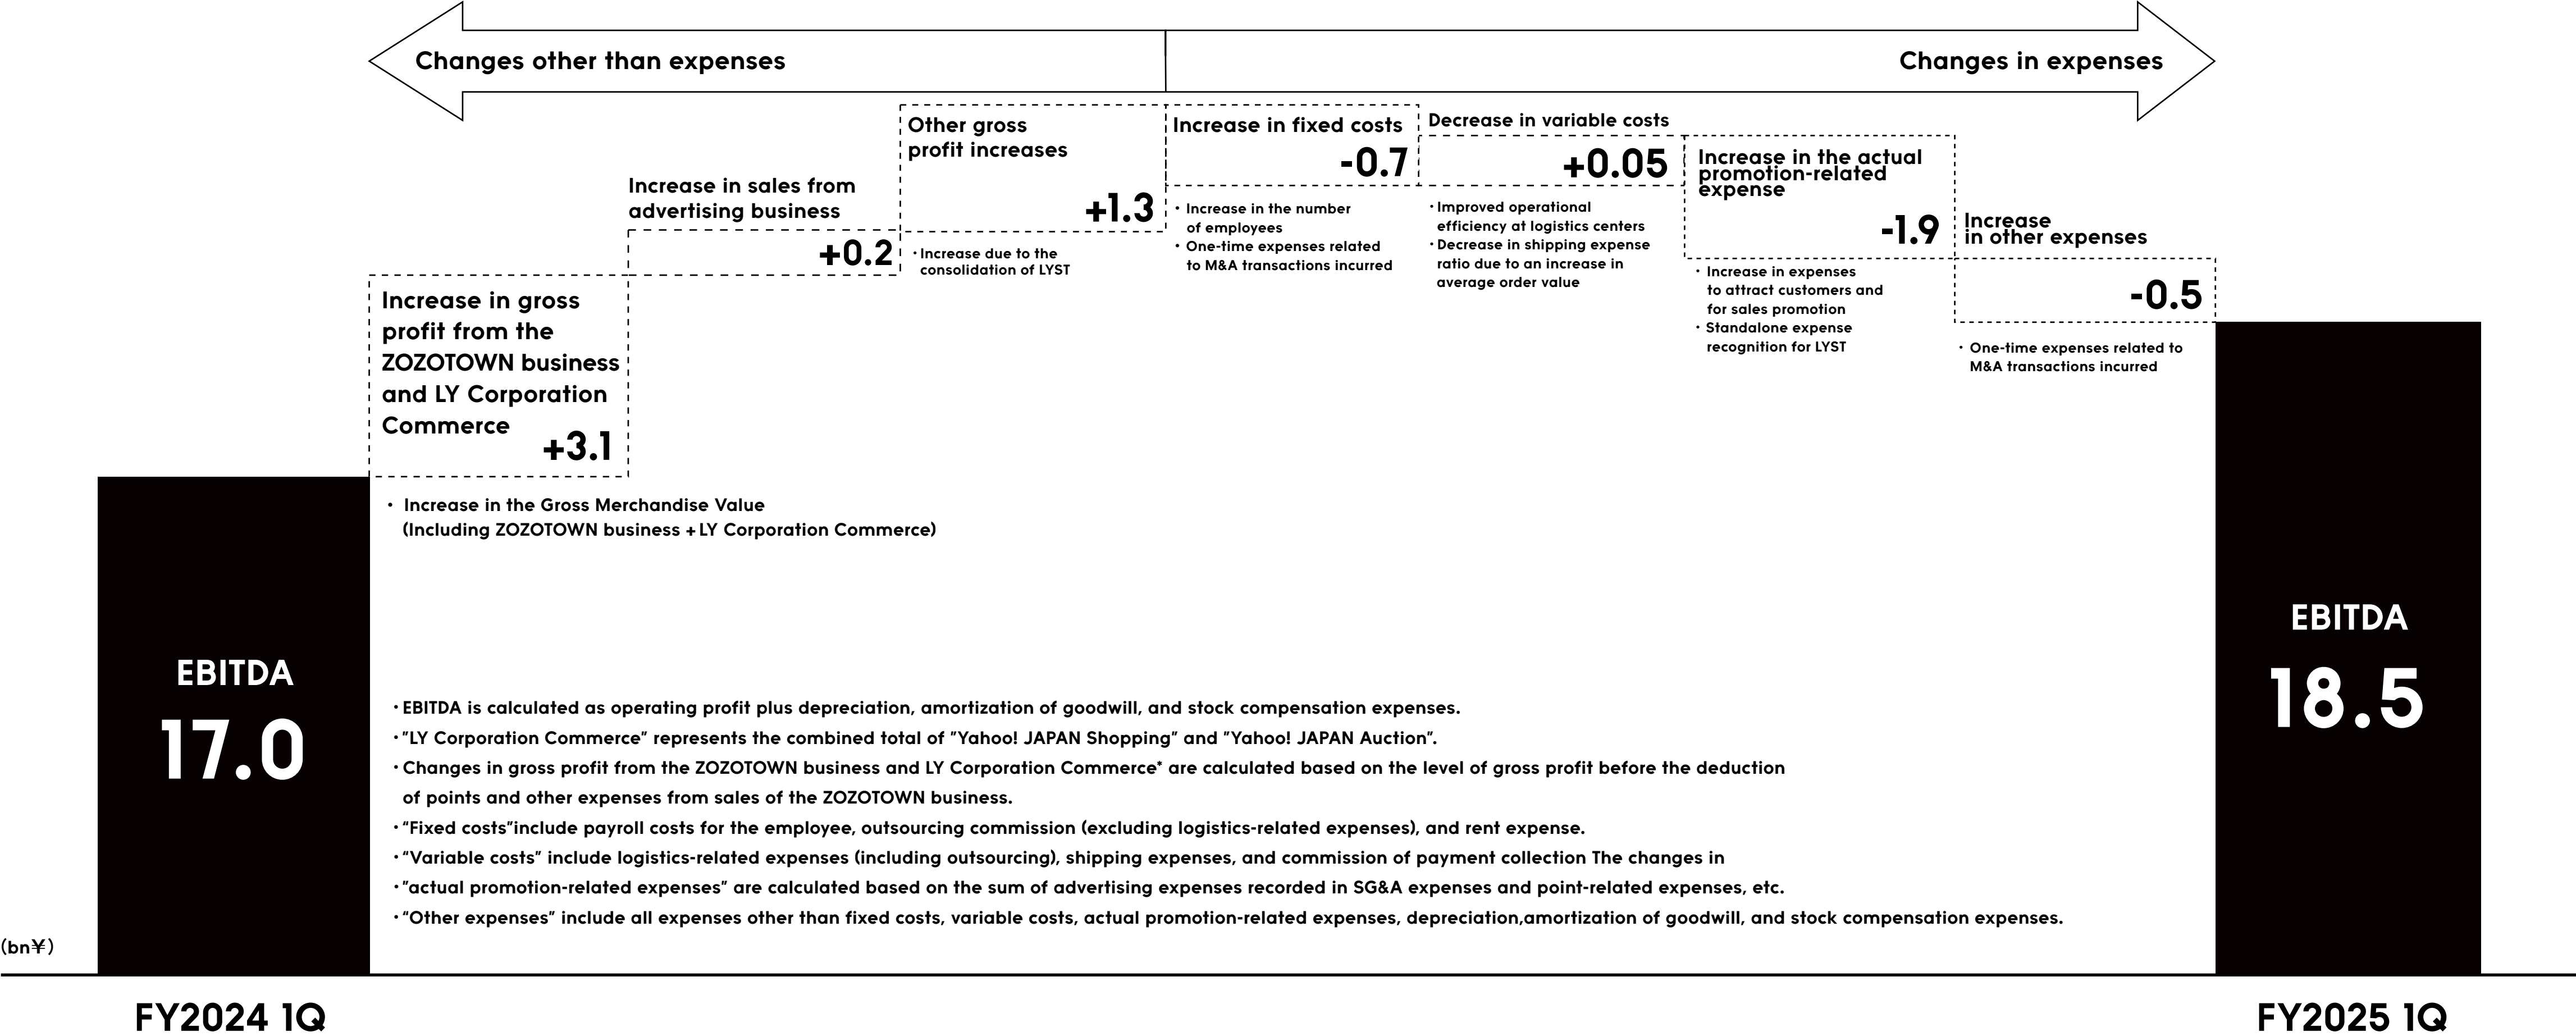 Changes other than expenses
Changes in expenses
Increase in gross
profit from the
ZOZOTOWN business
and LY Corporation
Commerce
+3.1
・ Increase in the Gross Merchandise Value
(Including ZOZOTOWN business +LY Corporation Commerce)
Increase in sales from
advertising business
+0.2
Other gross
profit increases
+1.3
・Increase due to the
consolidation of LYST
Increase in fixed costs
-0.7
・ Increase in the number
of employees
・ One-time expenses related
to M&A transactions incurred
Decrease in variable costs
+0.05
・Improved operational
efficiency at logistics centers
・Decrease in shipping expense
ratio due to an increase in
average order value
Increase in the actual
promotion-related
expense
-1.9
・ Increase in expenses
to attract customers and
for sales promotion
・ Standalone expense
recognition for LYST
Increase
in other expenses
-0.5
・ One-time expenses related to
M&A transactions incurred
EBITDA
17.0
EBITDA
18.5
・EBITDA is calculated as operating profit plus depreciation, amortization of goodwill, and stock compensation expenses.
・"LY Corporation Commerce" represents the combined total of "Yahoo! JAPAN Shopping" and "Yahoo! JAPAN Auction".
・Changes in gross profit from the ZOZOTOWN business and LY Corporation Commerce* are calculated based on the level of gross profit before the deduction
of points and other expenses from sales of the ZOZOTOWN business.
・"Fixed costs"include payroll costs for the employee, outsourcing commission (excluding logistics-related expenses), and rent expense.
・"Variable costs" include logistics-related expenses (including outsourcing), shipping expenses, and commission of payment collection The changes in
・"actual promotion-related expenses" are calculated based on the sum of advertising expenses recorded in SG&A expenses and point-related expenses, etc.
・"Other expenses" include all expenses other than fixed costs, variable costs, actual promotion-related expenses, depreciation,amortization of goodwill, and stock compensation expenses.
(bn¥)
FY2024 1Q
FY2025 1Q